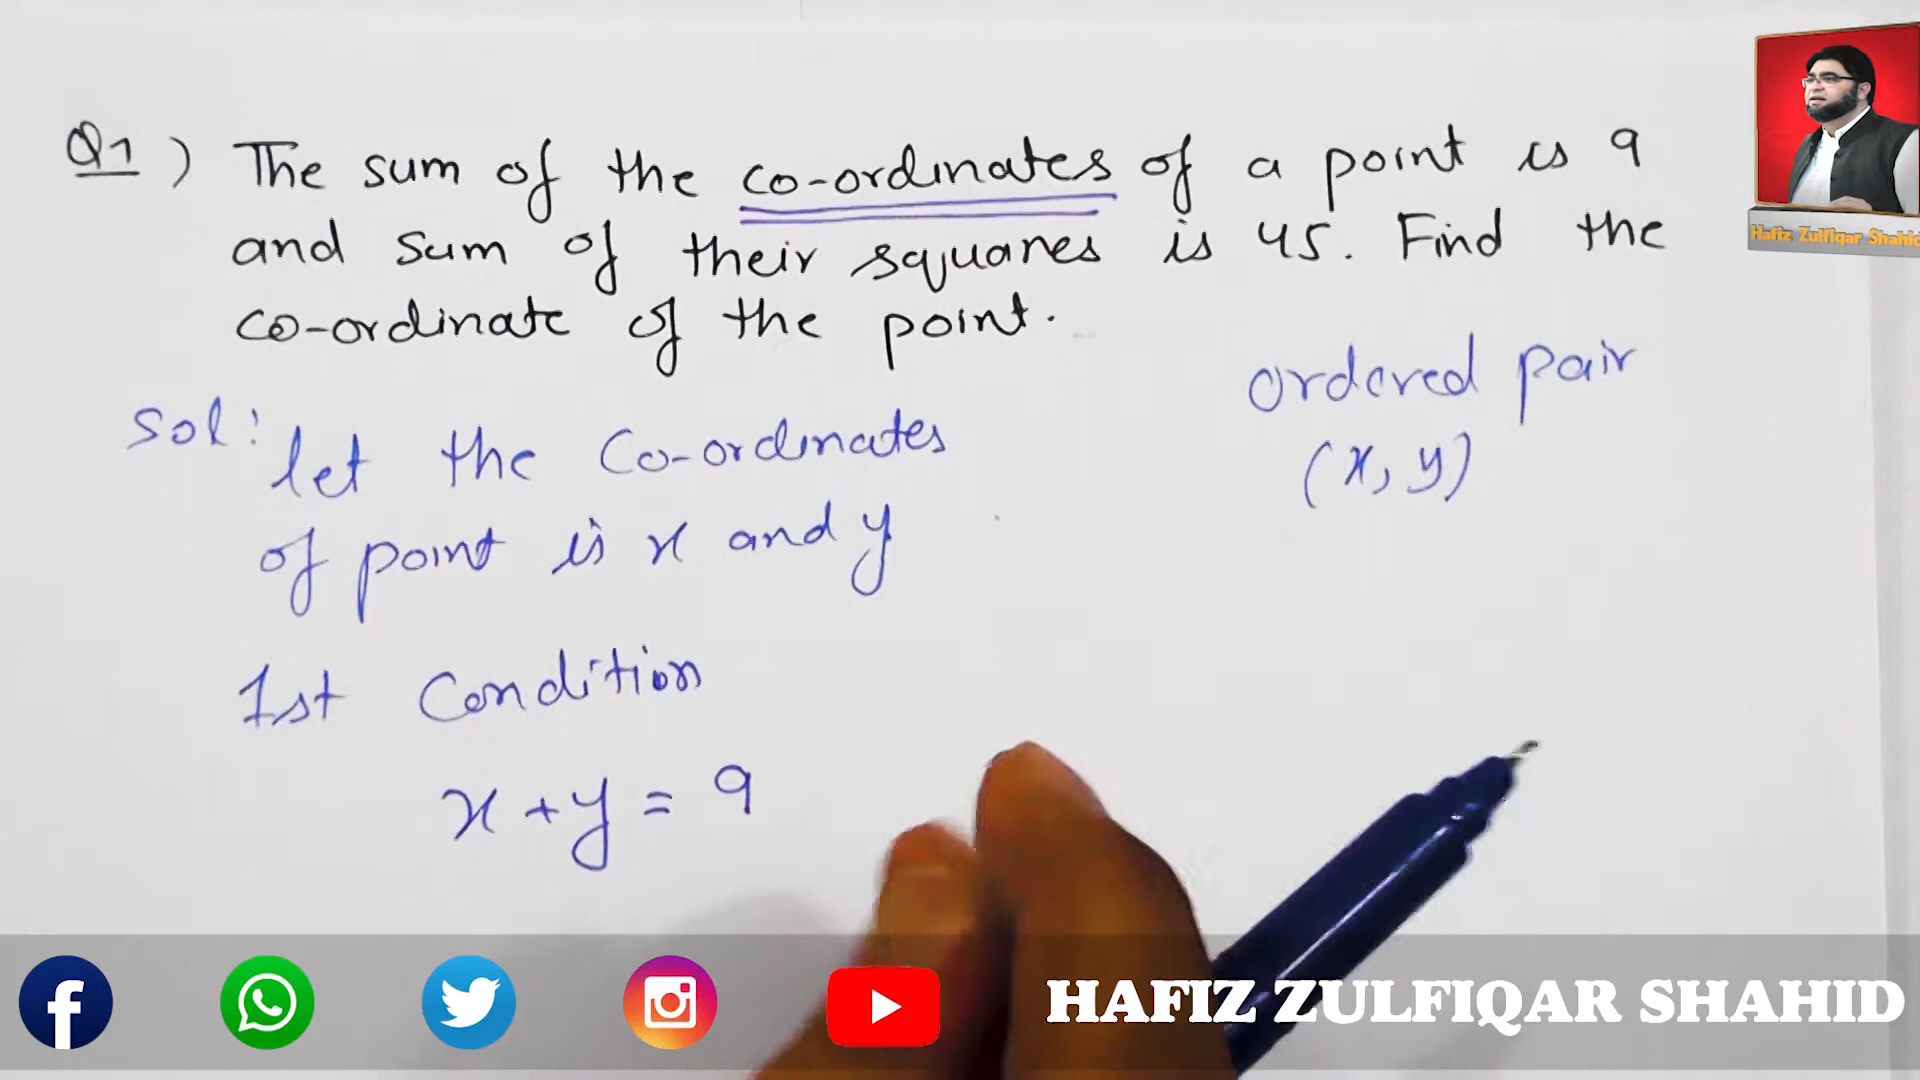 Q1) The sum of the co-ordinates of a point is 9
and sum of their squares is 45. Find the
co-ordinate of the point.
ordered pair
(x, y)
Sol: let the Co-ordinates
of point is x and y
1st Condition
x + y = 9
Hafiz Zulfiqar Shahid
HAFIZ ZULFIQAR SHAHID